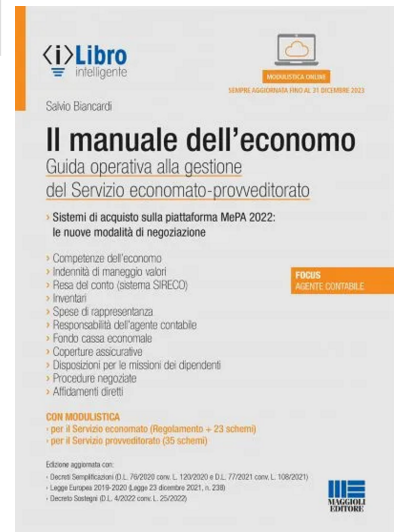 <i>Libro
intelligente
MODULISTICA ONLINE
SEMPRE AGGIORNATA FINO AL 31 DICEMBRE 2023
Salvio Biancardi
Il manuale dell'economo
Guida operativa alla gestione
del Servizio economato-provveditorato
› Sistemi di acquisto sulla piattaforma MePA 2022:
le nuove modalità di negoziazione
› Competenze dell'economo
› Indennità di maneggio valori
› Resa del conto (sistema SIRECO)
› Inventari
› Spese di rappresentanza
› Responsabilità dell'agente contabile
› Fondo cassa economale
› Coperture assicurative
› Disposizioni per le missioni dei dipendenti
› Procedure negoziate
› Affidamenti diretti
FOCUS
AGENTE CONTABILE
CON MODULISTICA
- per il Servizio economato (Regolamento + 23 schemi)
- per il Servizio provveditorato (35 schemi)
Edizione aggiornata con:
- Decreti Semplificazioni (D.L. 76/2020 conv. L. 120/2020 e D.L. 77/2021 conv. L. 108/2021)
- Legge Europea 2019-2020 (Legge 23 dicembre 2021, n. 238)
- Decreto Sostegni (D.L. 4/2022 conv. L. 25/2022)
MAGGIOLI
EDITORE